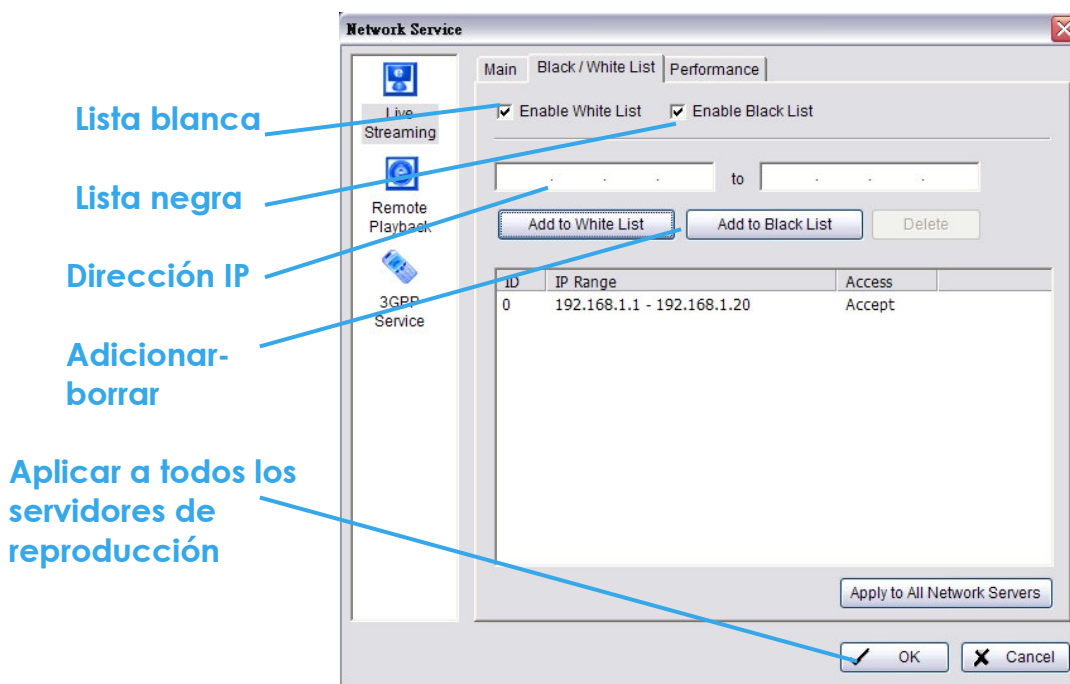 Network Service
Main Black / White List Performance
Lista blanca
Live
Streaming
Enable White List Enable Black List
Lista negra
to
Remote
Playback
Add to White List Add to Black List Delete
Dirección IP
ID IP Range Access
0 192.168.1.1 - 192.168.1.20 Accept
3GPP
Service
Adicionar-
borrar
Aplicar a todos los
servidores de
reproducción
Apply to All Network Servers
OK Cancel